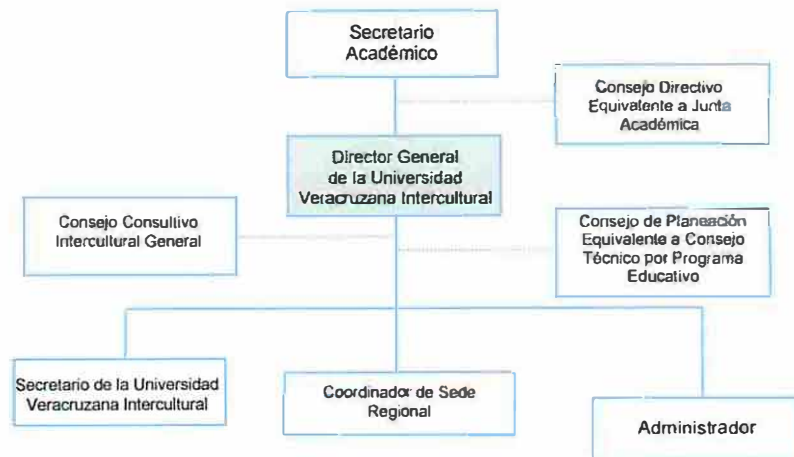 Secretario
Académico
Consejo Directivo
Equivalente a Junta
Académica
Director General
de la Universidad
Veracruzana Intercultural
Consejo Consultivo
Intercultural General
Consejo de Planeación
Equivalente a Consejo
Técnico por Programa
Educativo
Secretario de la Universidad
Veracruzana Intercultural
Coordinador de Sede
Regional
Administrador